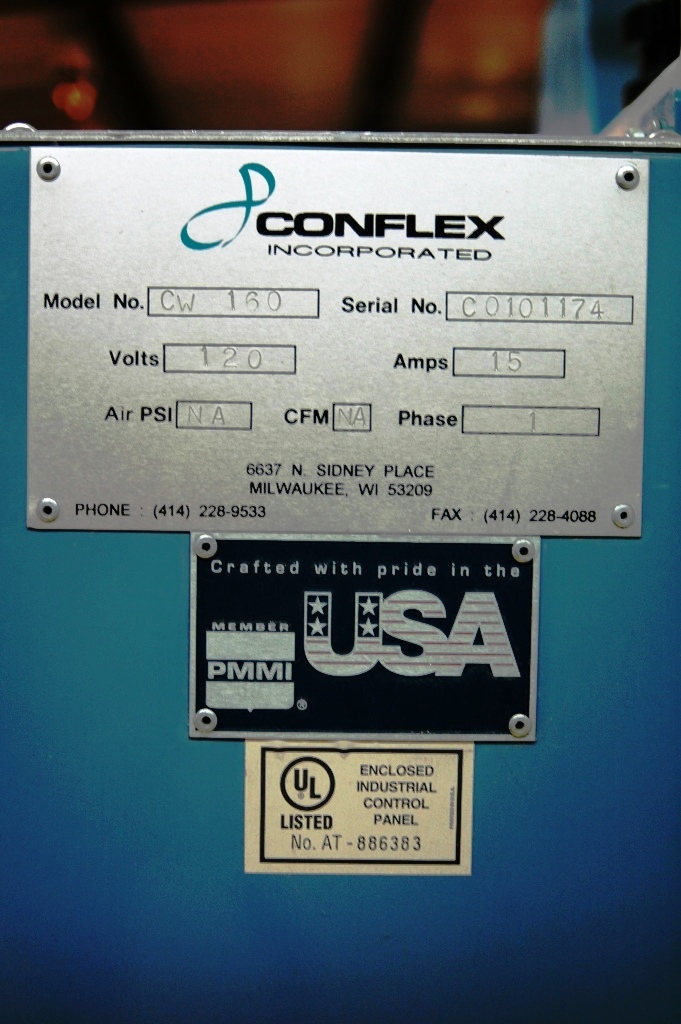 CONFLEX
INCORPORATED
Model No. CW 160 Serial No. C0101174
Volts 120 Amps 15
Air PSI NA CFM NA Phase 1
6637 N. SIDNEY PLACE
MILWAUKEE, WI 53209
PHONE : (414) 228-9533 FAX : (414) 228-4088
Crafted with pride in the
USA
MEMBER
PMMI
®
UL
LISTED
ENCLOSED
INDUSTRIAL
CONTROL
PANEL
No. AT-886383